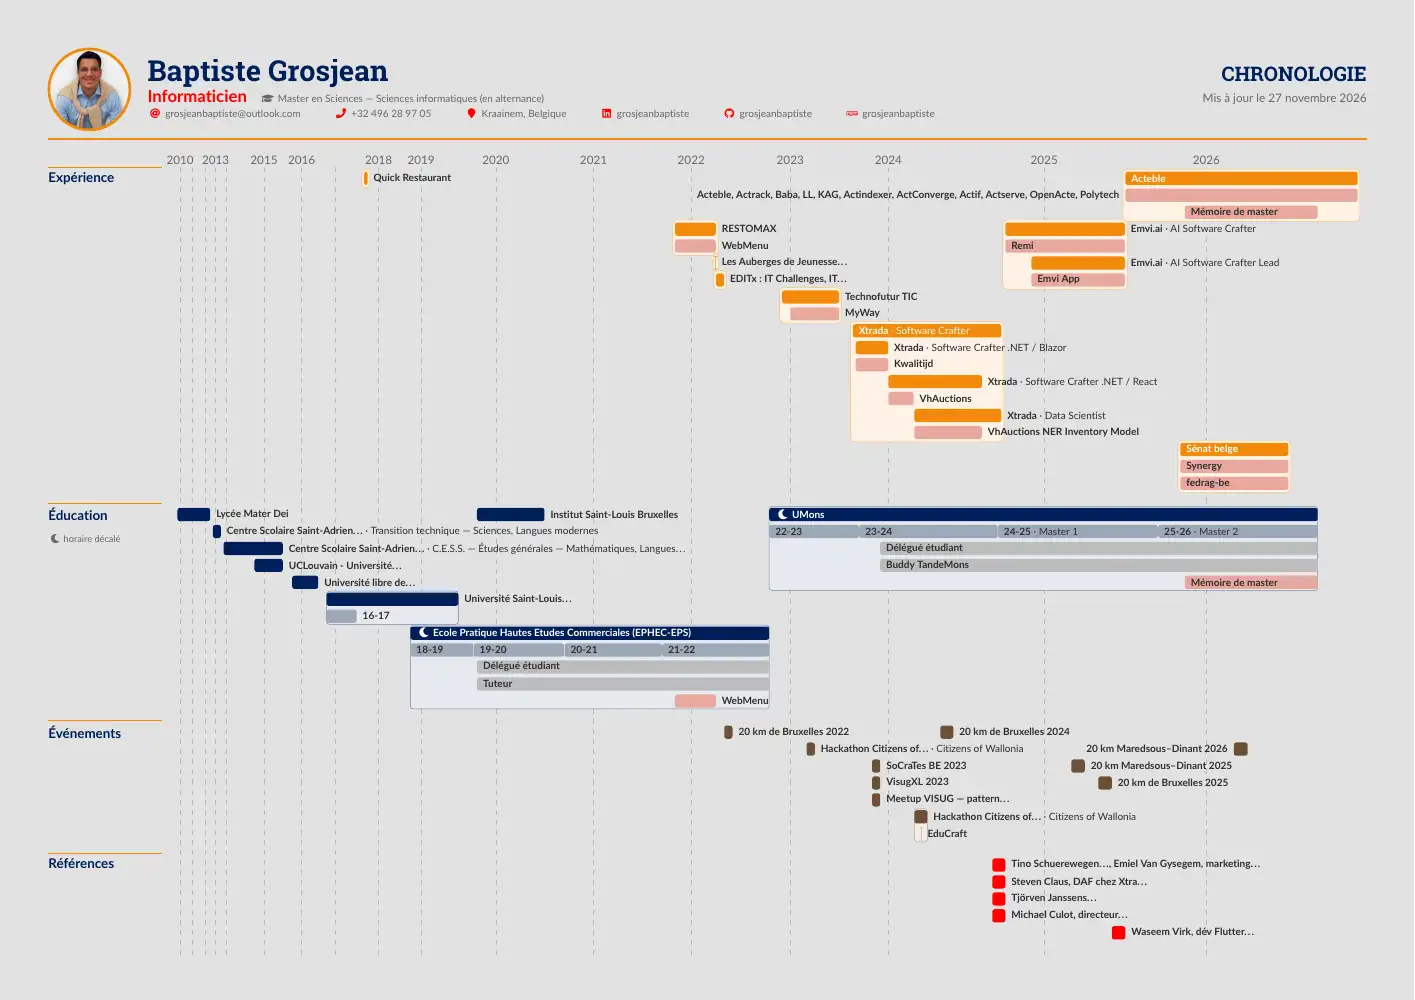 Baptiste Grosjean
CHRONOLOGIE
Informaticien Master en Sciences — Sciences informatiques (en alternance)
Mis à jour le 27 novembre 2026
grosjeanbaptiste@outlook.com +32 496 28 97 05 Kraainem, Belgique grosjeanbaptiste grosjeanbaptiste grosjeanbaptiste
2010 2013 2015 2016 2018 2019 2020 2021 2022 2023 2024 2025 2026
Expérience
Quick Restaurant
Acteble
Acteble, Actrack, Baba, LL, KAG, Actindexer, ActConverge, Actif, Actserve, OpenActe, Polytech
Mémoire de master
RESTOMAX
Emvi.ai · AI Software Crafter
WebMenu
Remi
Les Auberges de Jeunesse...
Emvi.ai · AI Software Crafter Lead
EDITx : IT Challenges, IT...
Emvi App
Technofutur TIC
MyWay
Xtrada · Software Crafter
Xtrada · Software Crafter .NET / Blazor
Kwalitijd
Xtrada · Software Crafter .NET / React
VhAuctions
Xtrada · Data Scientist
VhAuctions NER Inventory Model
Sénat belge
Synergy
fedrag-be
Éducation
horaire décalé
Lycée Mater Dei
Institut Saint-Louis Bruxelles
UMons
Centre Scolaire Saint-Adrien... · Transition technique — Sciences, Langues modernes
22-23 23-24 24-25 · Master 1 25-26 · Master 2
Centre Scolaire Saint-Adrien... · C.E.S.S. — Études générales — Mathématiques, Langues...
Délégué étudiant
UCLouvain - Université...
Buddy TandeMons
Université libre de...
Mémoire de master
Université Saint-Louis...
16-17
Ecole Pratique Hautes Etudes Commerciales (EPHEC-EPS)
18-19 19-20 20-21 21-22
Délégué étudiant
Tuteur
WebMenu
Événements
20 km de Bruxelles 2022
20 km de Bruxelles 2024
Hackathon Citizens of... · Citizens of Wallonia
20 km Maredsous–Dinant 2026
SoCraTes BE 2023
20 km Maredsous–Dinant 2025
VisugXL 2023
20 km de Bruxelles 2025
Meetup VISUG — pattern...
Hackathon Citizens of... · Citizens of Wallonia
EduCraft
Références
Tino Schuerewegen..., Emiel Van Gysegem, marketing...
Steven Claus, DAF chez Xtra...
Tjörven Janssens...
Michael Culot, directeur...
Waseem Virk, dév Flutter...